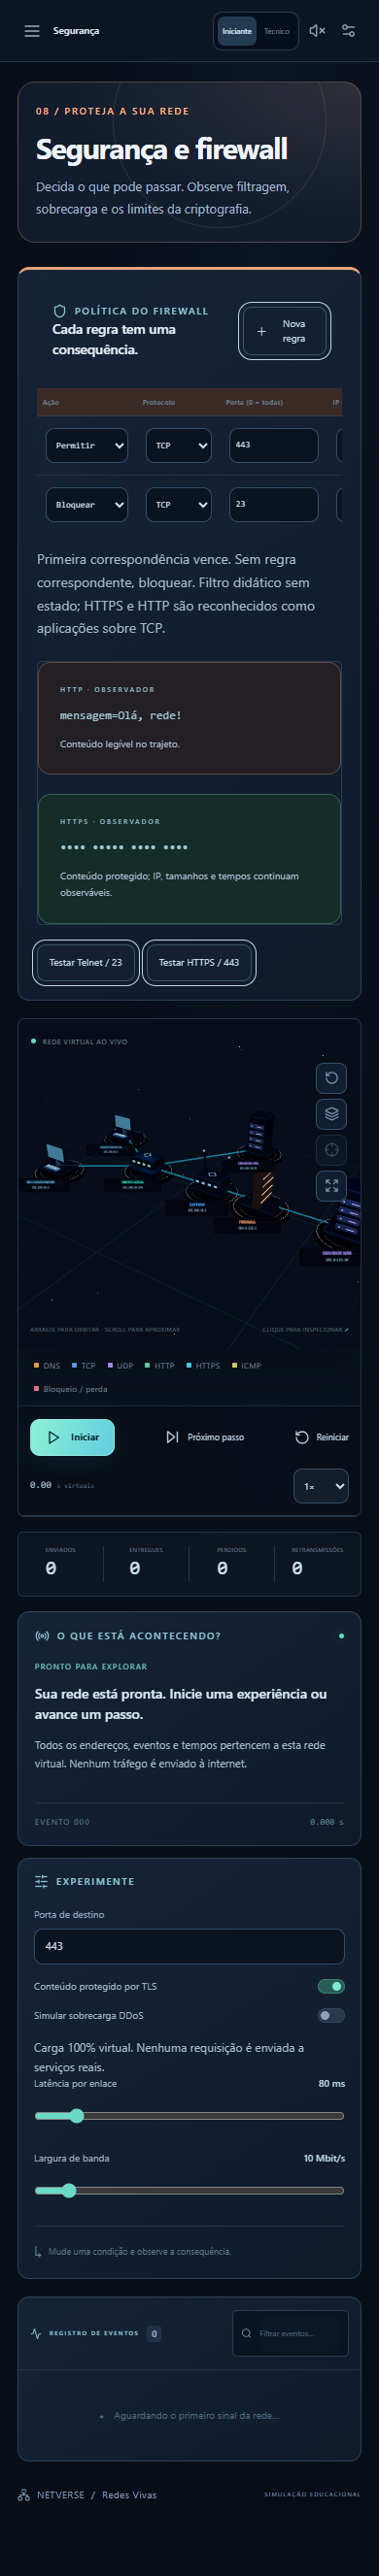 Segurança
Iniciante
Técnico
08 / PROTEJA A SUA REDE
Segurança e firewall
Decida o que pode passar. Observe filtragem,
sobrecarga e os limites da criptografia.
POLÍTICA DO FIREWALL
Cada regra tem uma
consequência.
Nova
regra
Ação Protocolo Porta (0 = todas) IP
Permitir TCP 443
Bloquear TCP 23
Primeira correspondência vence. Sem regra
correspondente, bloquear. Filtro didático sem
estado; HTTPS e HTTP são reconhecidos como
aplicações sobre TCP.
HTTP · OBSERVADOR
mensagem=Olá, rede!
Conteúdo legível no trajeto.
HTTPS · OBSERVADOR
•••• ••••• •••• ••••
Conteúdo protegido; IP, tamanhos e tempos continuam
observáveis.
Testar Telnet / 23
Testar HTTPS / 443
REDE VIRTUAL AO VIVO
FIREWALL
SERVIDOR WEB
ARRASTE PARA ORBITAR · SCROLL PARA APROXIMAR
CLIQUE PARA INSPECIONAR ↗
DNS TCP UDP HTTP HTTPS ICMP
Bloqueio / perda
Iniciar
Próximo passo
Reiniciar
0.00 s virtuais
1×
ENVIADOS ENTREGUES PERDIDOS RETRANSMISSÕES
0 0 0 0
O QUE ESTÁ ACONTECENDO?
PRONTO PARA EXPLORAR
Sua rede está pronta. Inicie uma experiência ou
avance um passo.
Todos os endereços, eventos e tempos pertencem a esta rede
virtual. Nenhum tráfego é enviado à internet.
EVENTO 000 0.000 s
EXPERIMENTE
Porta de destino
443
Conteúdo protegido por TLS
Simular sobrecarga DDoS
Carga 100% virtual. Nenhuma requisição é enviada a
serviços reais.
Latência por enlace 80 ms
Largura de banda 10 Mbit/s
Mude uma condição e observe a consequência.
REGISTRO DE EVENTOS 0
Filtrar eventos...
Aguardando o primeiro sinal da rede...
NETVERSE / Redes Vivas
SIMULAÇÃO EDUCACIONAL